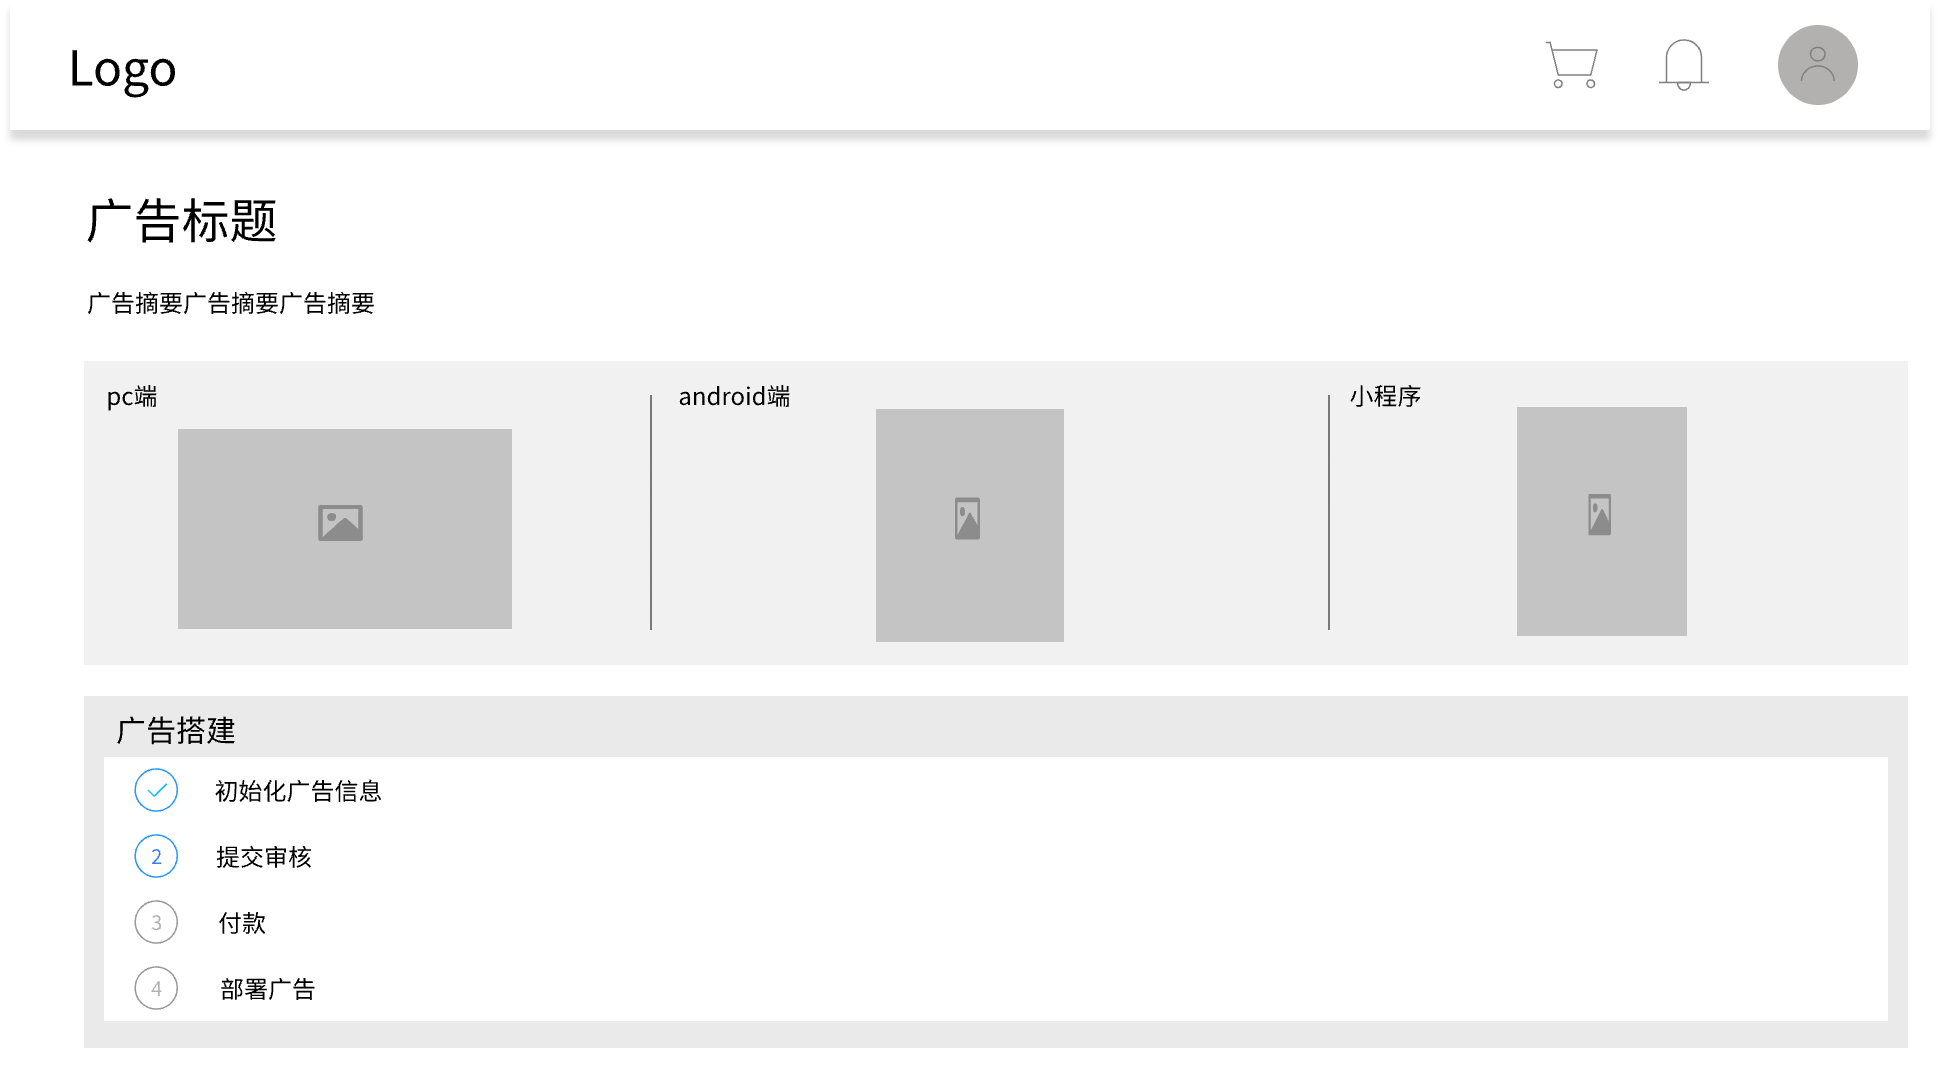 Logo
广告标题
广告摘要广告摘要广告摘要
pc端
android端
小程序
广告搭建
初始化广告信息
2 提交审核
3 付款
4 部署广告